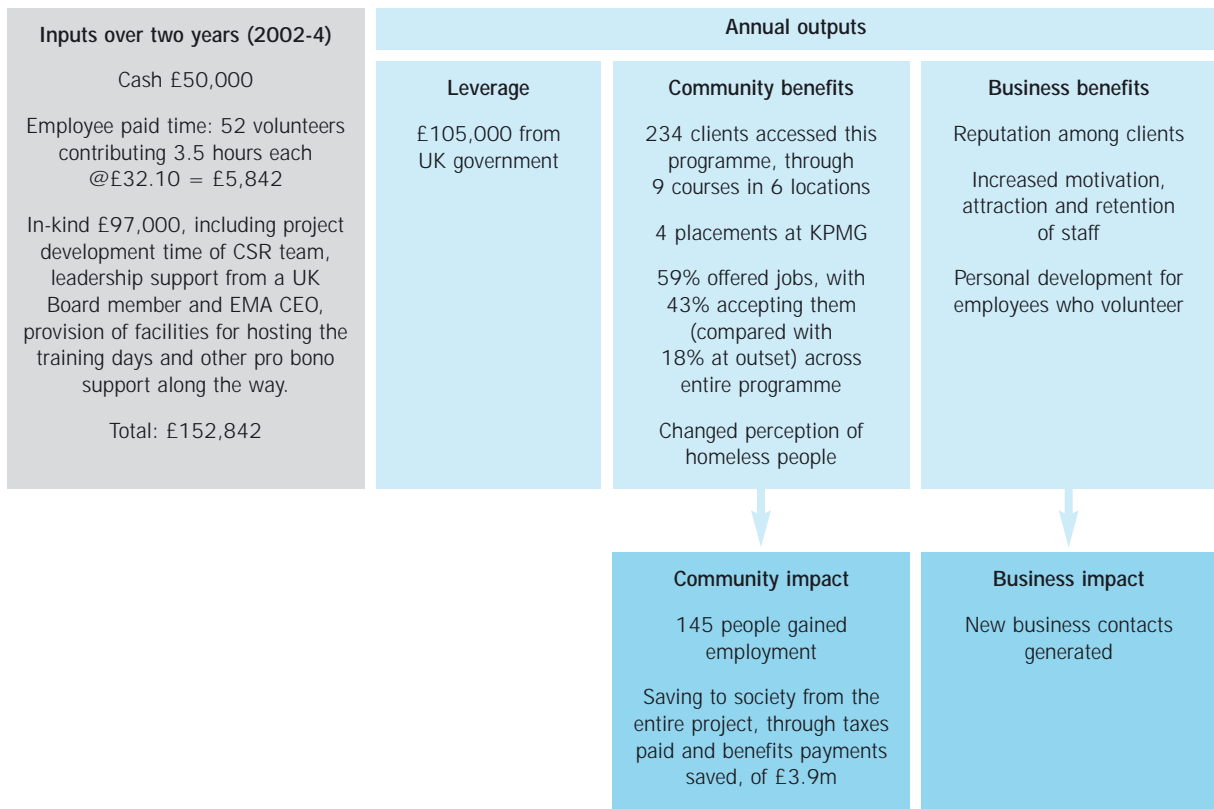 Inputs over two years (2002-4)
Cash £50,000
Employee paid time: 52 volunteers
contributing 3.5 hours each
@£32.10 = £5,842
In-kind £97,000, including project
development time of CSR team,
leadership support from a UK
Board member and EMA CEO,
provision of facilities for hosting the
training days and other pro bono
support along the way.
Total: £152,842
Annual outputs
Leverage
£105,000 from
UK government
Community benefits
234 clients accessed this
programme, through
9 courses in 6 locations
4 placements at KPMG
59% offered jobs, with
43% accepting them
(compared with
18% at outset) across
entire programme
Changed perception of
homeless people
Business benefits
Reputation among clients
Increased motivation,
attraction and retention
of staff
Personal development for
employees who volunteer
Community impact
145 people gained
employment
Saving to society from the
entire project, through taxes
paid and benefits payments
saved, of £3.9m
Business impact
New business contacts
generated